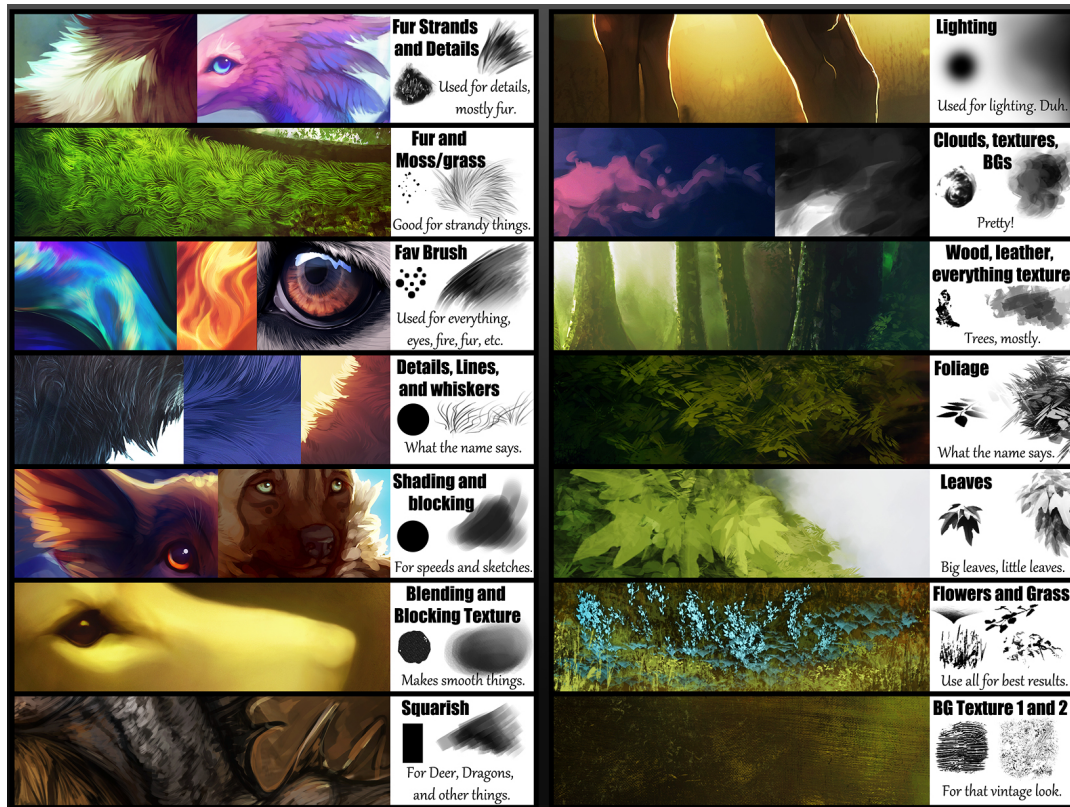 Fur Strands
and Details
Used for details,
mostly fur.
Fur and
Moss/grass
Good for strandy things.
Fav Brush
Used for everything,
eyes, fire, fur, etc.
Details, Lines,
and whiskers
What the name says.
Shading and
blocking
For speeds and sketches.
Blending and
Blocking Texture
Makes smooth things.
Squarish
For Deer, Dragons,
and other things.
Lighting
Used for lighting. Duh.
Clouds, textures,
BGs
Pretty!
Wood, leather,
everything texture
Trees, mostly.
Foliage
What the name says.
Leaves
Big leaves, little leaves.
Flowers and Grass
Use all for best results.
BG Texture 1 and 2
For that vintage look.